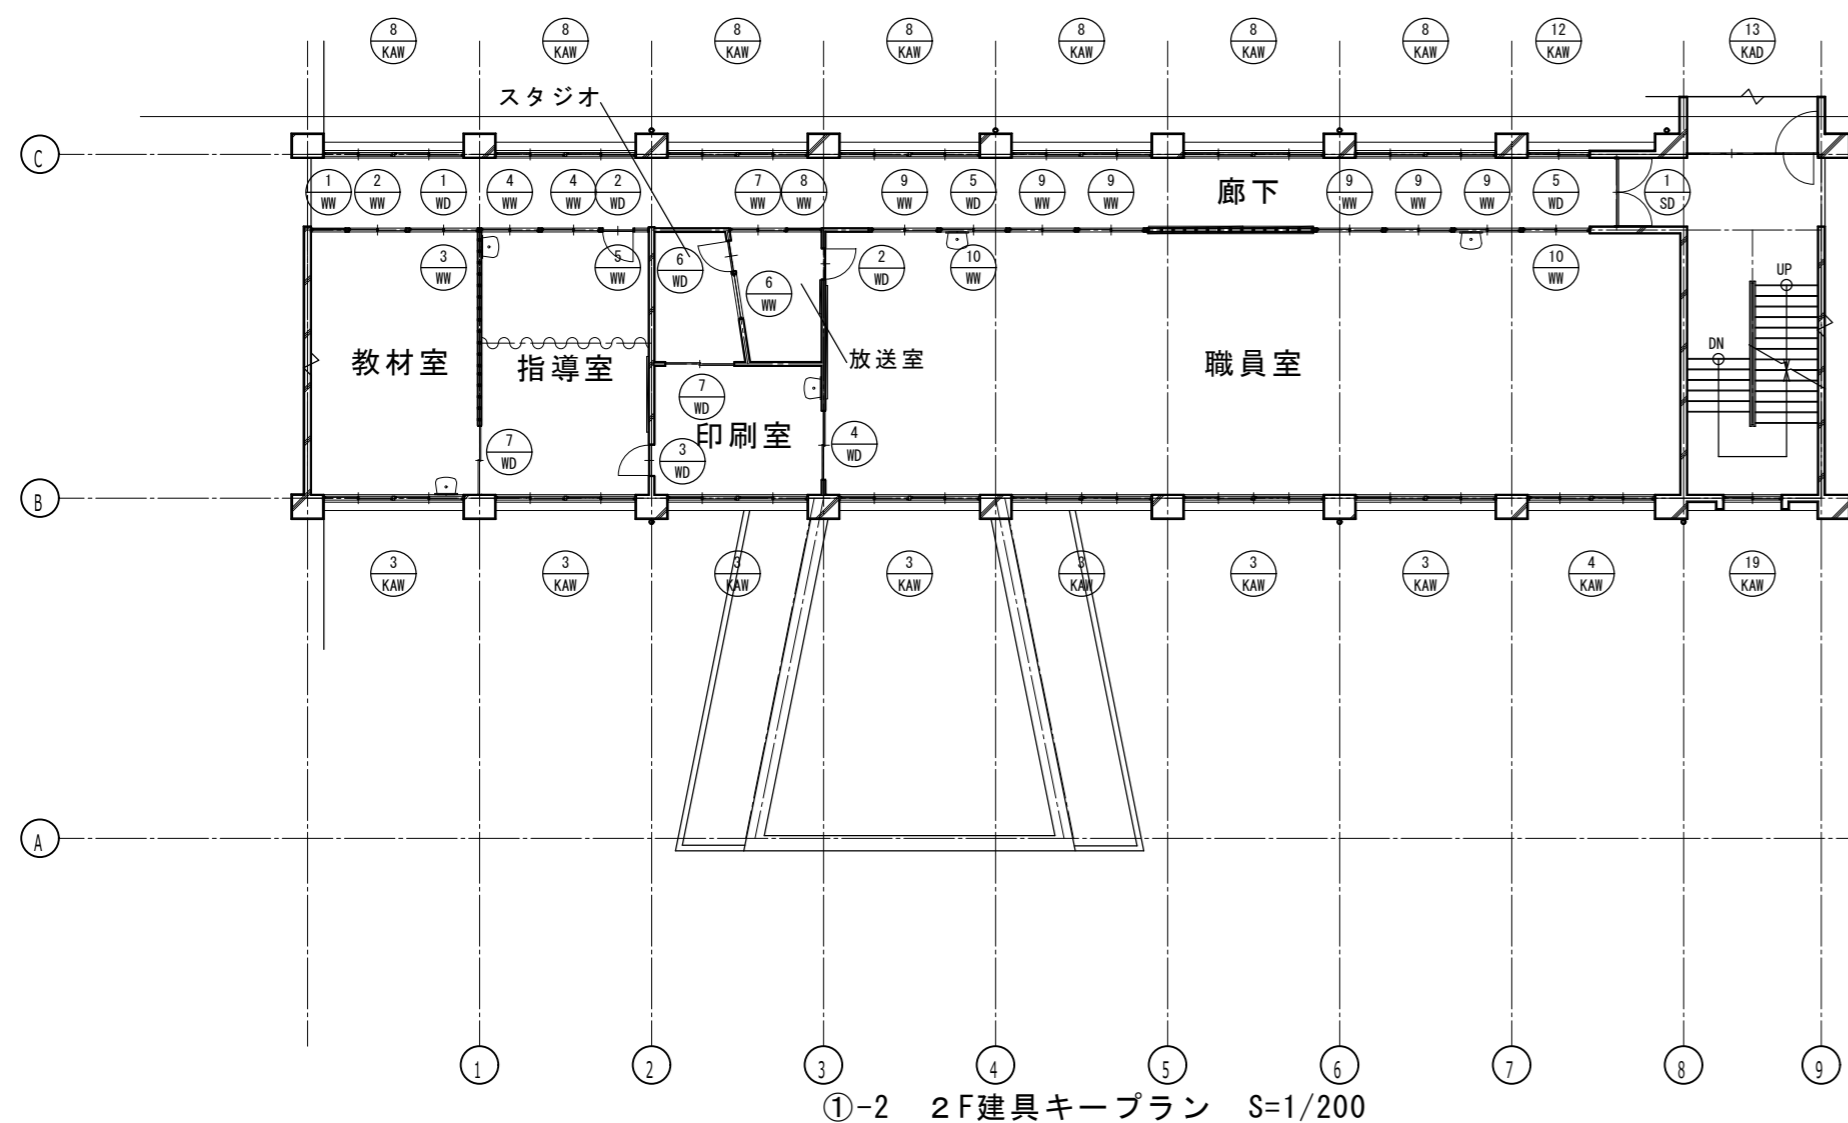 8 8 8 8 8 8 8 12 13
KAW KAW KAW KAW KAW KAW KAW KAW KAD
スタジオ
C
1 2 1 4 4 2 7 8 9 5 9 9 廊下 9 9 9 5 1
WW WW WD WW WW WD WW WW WW WD WW WW WW WW WW WD SD
3 5 6 6 2 10 10 UP
WW WW WD WW WD WW WW
DN
教材室 指導室 放送室 職員室
7
WD
印刷室
7 3 4
WD WD WD
B
3 3 3 3 3 3 3 4 19
KAW KAW KAW KAW KAW KAW KAW KAW KAW
A
1 2 3 4 5 6 7 8 9
①-2 2F建具キープラン S=1/200